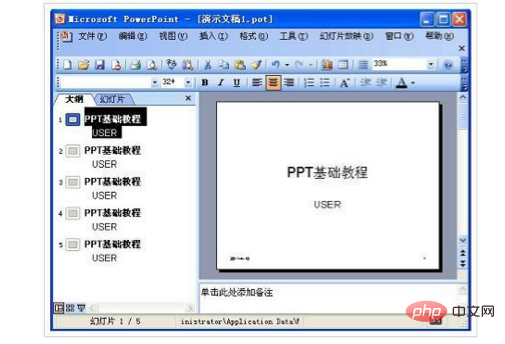 Microsoft PowerPoint - [演示文稿1.pot]
文件(F) 编辑(E) 视图(V) 插入(I) 格式(O) 工具(T) 幻灯片放映(D) 窗口(W) 帮助(H)
33%
32+ B I U
大纲 幻灯片
1 PPT基础教程
USER
2 PPT基础教程
USER
3 PPT基础教程
USER
4 PPT基础教程
USER
5 PPT基础教程
USER
PPT基础教程
USER
单击此处添加备注
幻灯片 1 / 5 inistrator\Application Data\M
php 中文网